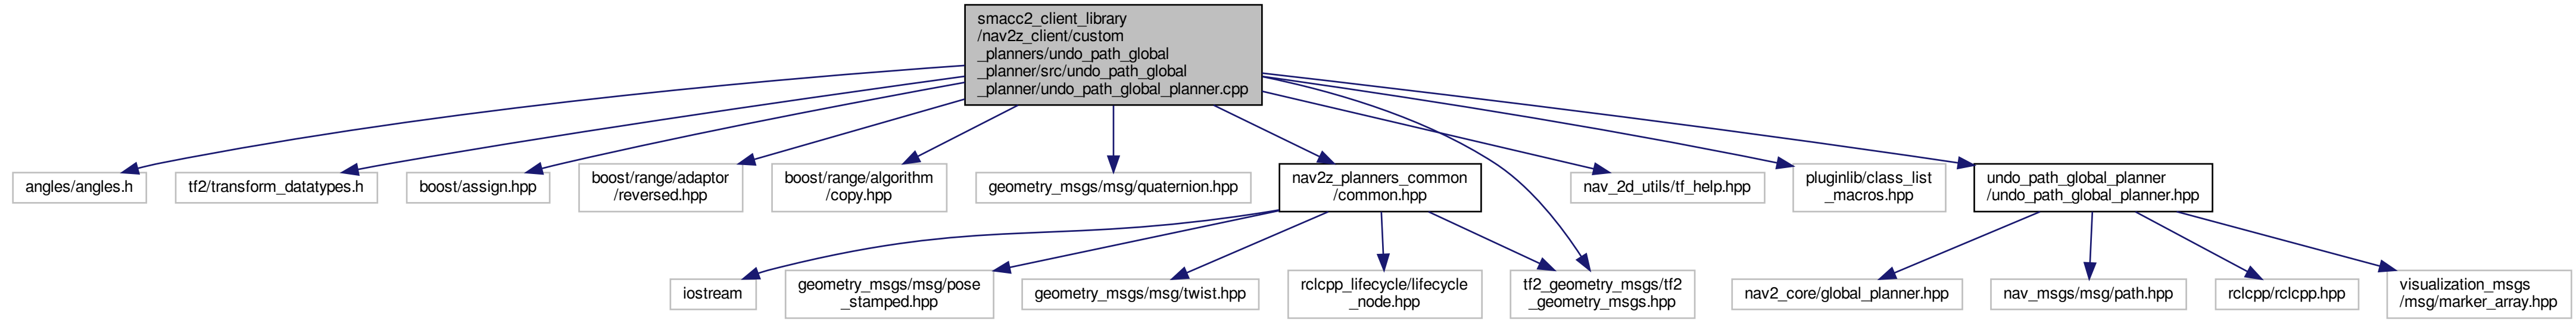 smacc2_client_library
/nav2z_client/custom
_planners/undo_path_global
_planner/src/undo_path_global
_planner/undo_path_global_planner.cpp
angles/angles.h
tf2/transform_datatypes.h
boost/assign.hpp
boost/range/adaptor
/reversed.hpp
boost/range/algorithm
/copy.hpp
geometry_msgs/msg/quaternion.hpp
nav2z_planners_common
/common.hpp
nav_2d_utils/tf_help.hpp
pluginlib/class_list
_macros.hpp
undo_path_global_planner
/undo_path_global_planner.hpp
iostream
geometry_msgs/msg/pose
_stamped.hpp
geometry_msgs/msg/twist.hpp
rclcpp_lifecycle/lifecycle
_node.hpp
tf2_geometry_msgs/tf2
_geometry_msgs.hpp
nav2_core/global_planner.hpp
nav_msgs/msg/path.hpp
rclcpp/rclcpp.hpp
visualization_msgs
/msg/marker_array.hpp